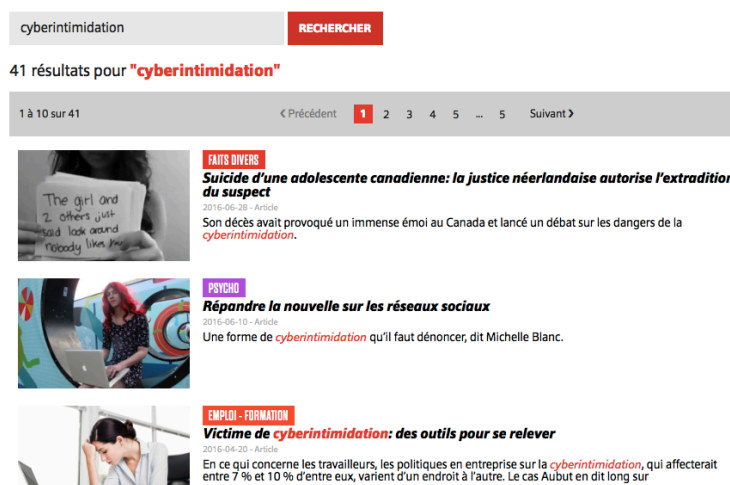 cyberintimidation
RECHERCHER
41 résultats pour "cyberintimidation"
1 à 10 sur 41
❮ Précédent 1 2 3 4 5 ... 5 Suivant ❯
The girl and
2 others just
said look around
nobody likes
FAITS DIVERS
Suicide d'une adolescente canadienne: la justice néerlandaise autorise l'extradition
du suspect
2016-06-28 - Article
Son décès avait provoqué un immense émoi au Canada et lancé un débat sur les dangers de la
cyberintimidation.
PSYCHO
Répandre la nouvelle sur les réseaux sociaux
2016-06-10 - Article
Une forme de cyberintimidation qu'il faut dénoncer, dit Michelle Blanc.
EMPLOI - FORMATION
Victime de cyberintimidation: des outils pour se relever
2016-04-20 - Article
En ce qui concerne les travailleurs, les politiques en entreprise sur la cyberintimidation, qui affecterait
entre 7 % et 10 % d'entre eux, varient d'un endroit à l'autre. Le cas Aubut en dit long sur